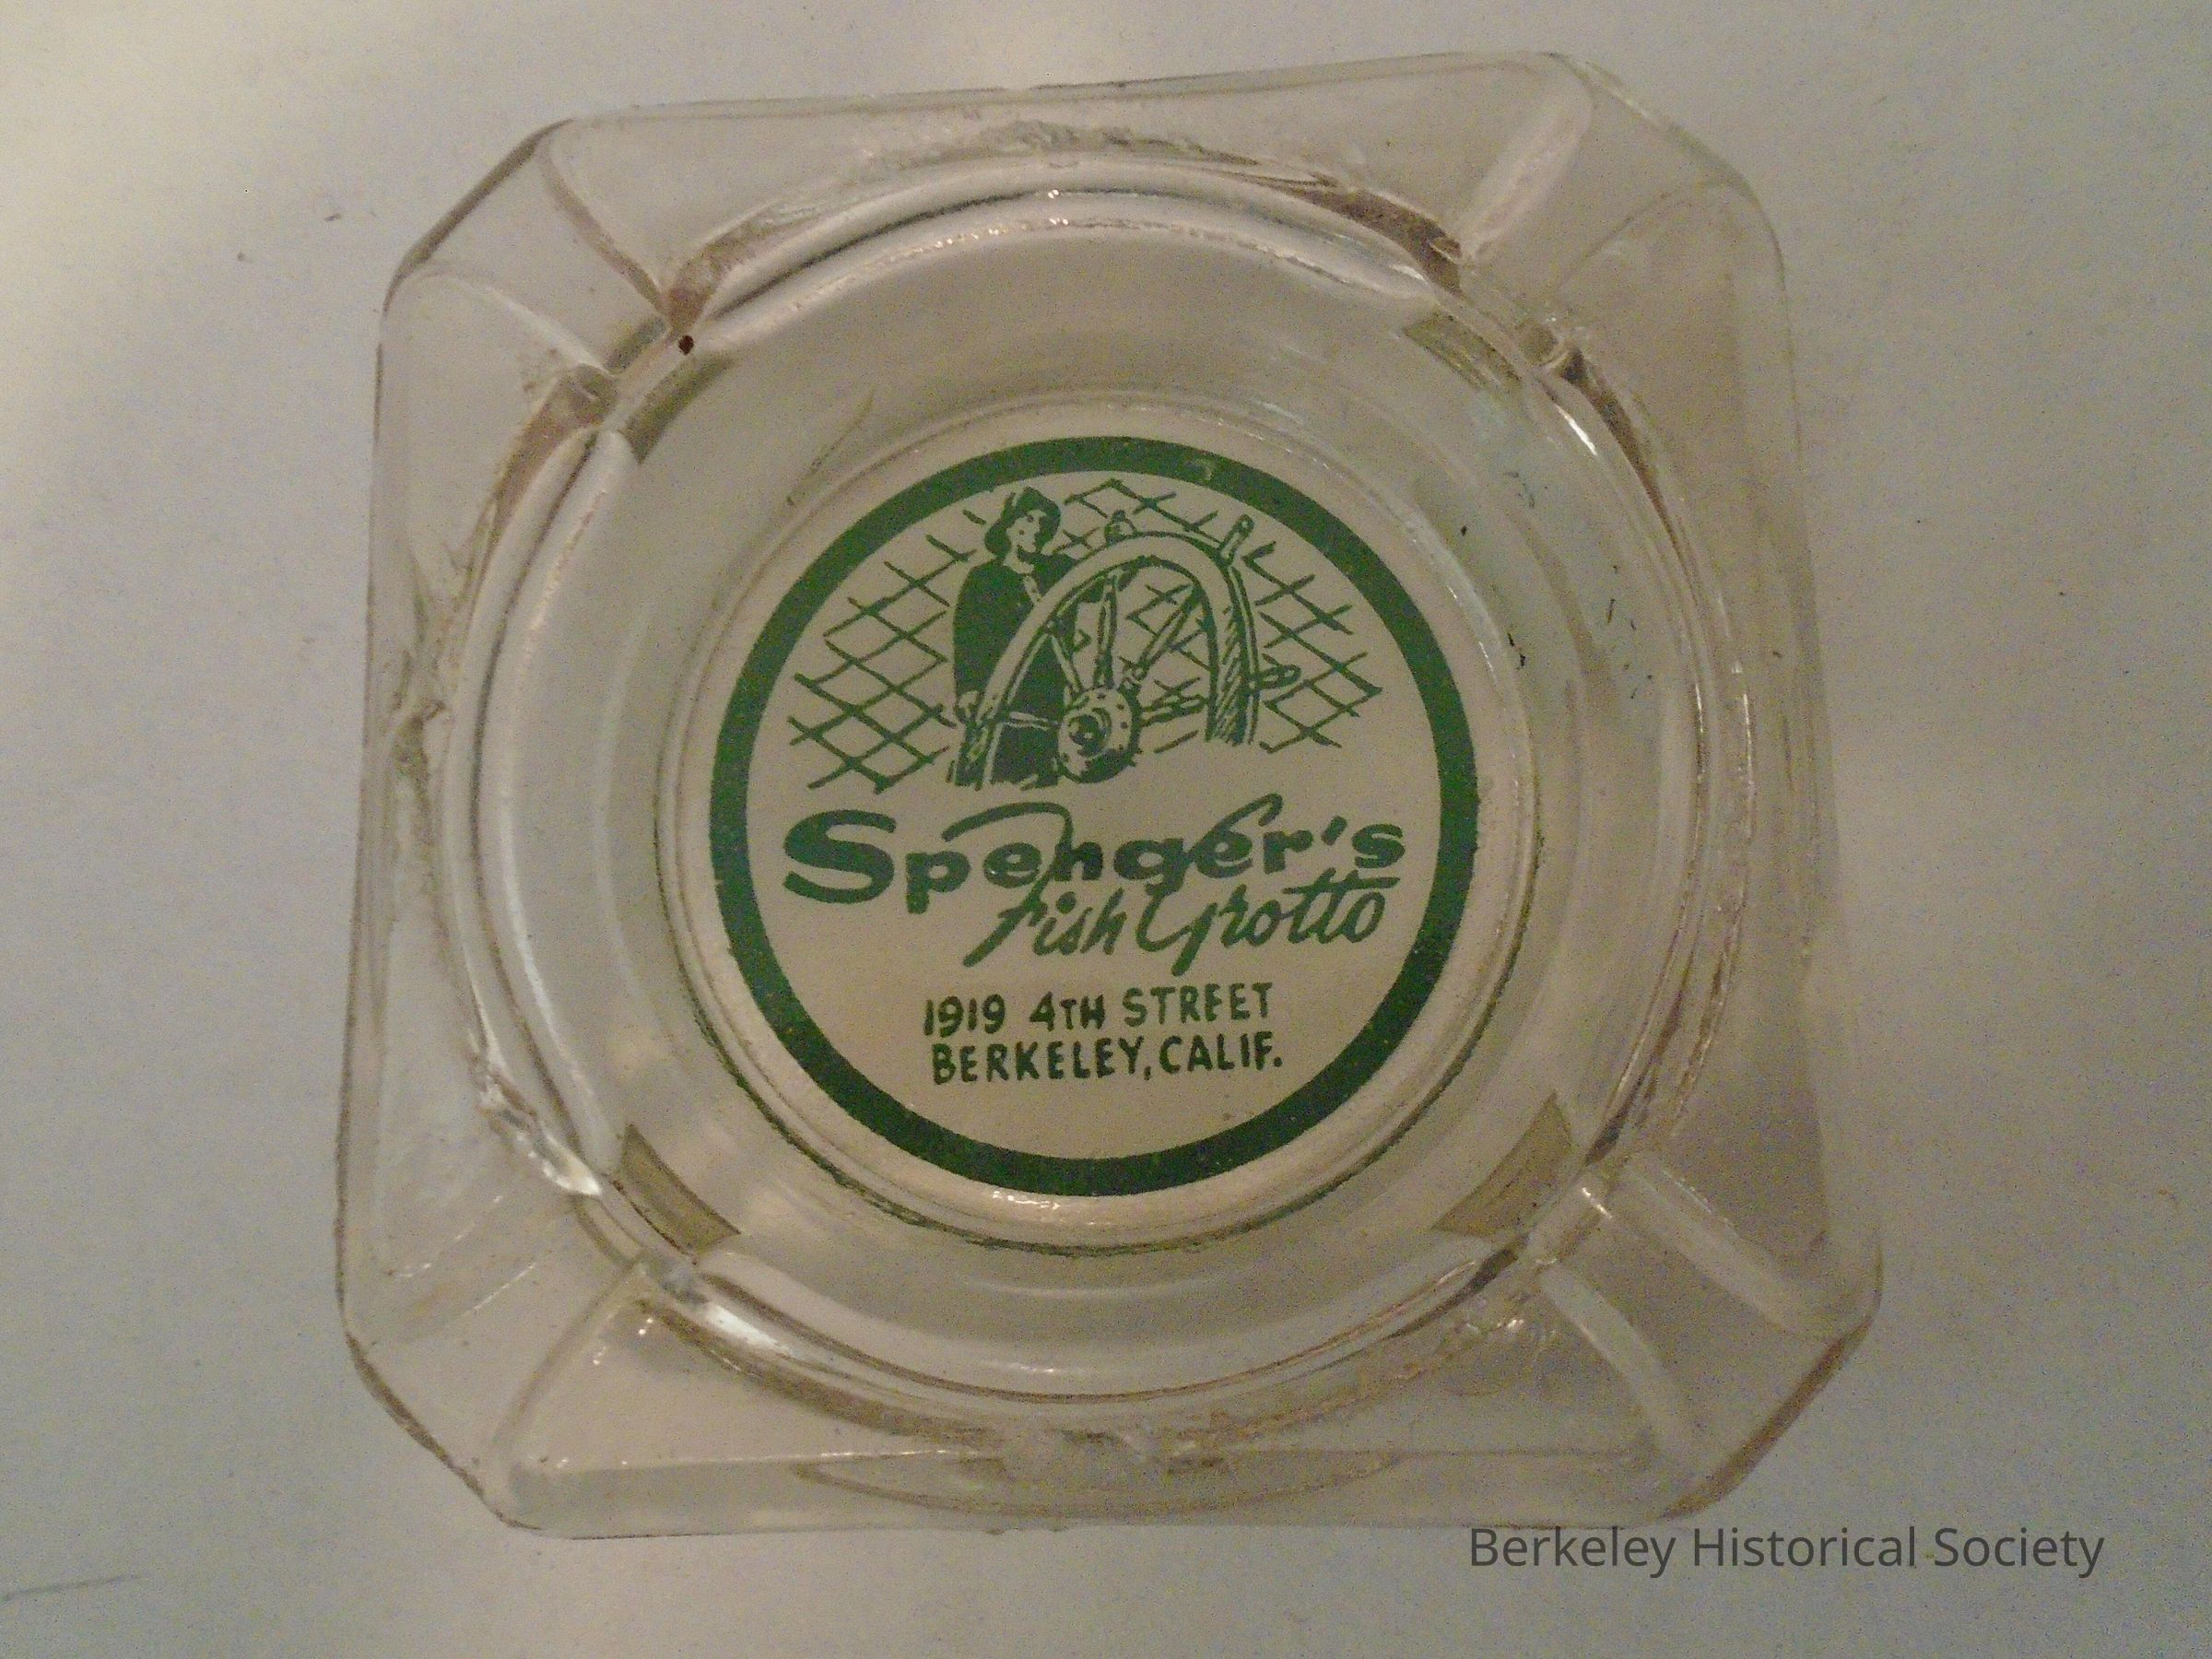 Spenger's
Fish Grotto
1919 4TH STREET
BERKELEY, CALIF.
Berkeley Historical Society